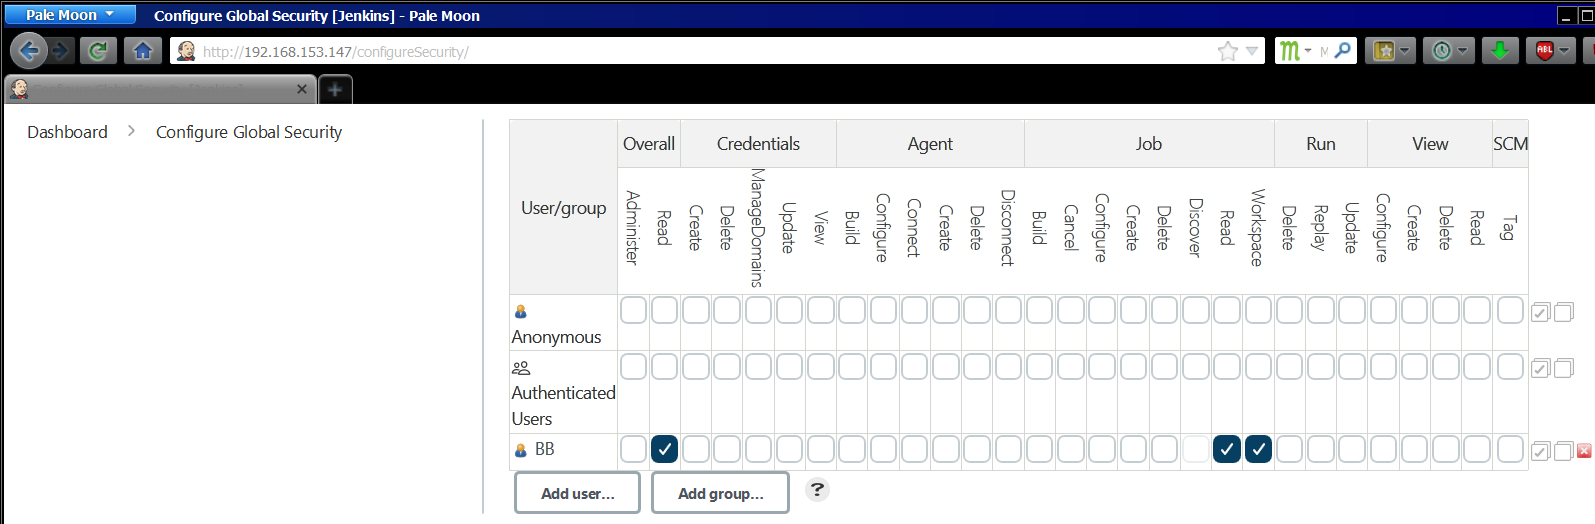 Pale Moon
Configure Global Security [Jenkins] - Pale Moon
http://192.168.153.147/configureSecurity/
M
ABL
Dashboard
Configure Global Security
User/group
Overall Credentials Agent Job Run View SCM
Administer Read Create Delete ManageDomains Update View Build Configure Connect Create Delete Disconnect Build Cancel Configure Create Delete Discover Read Workspace Delete Replay Update Configure Create Delete Read Tag
Anonymous
Authenticated
Users
BB
Add user...
Add group...
?